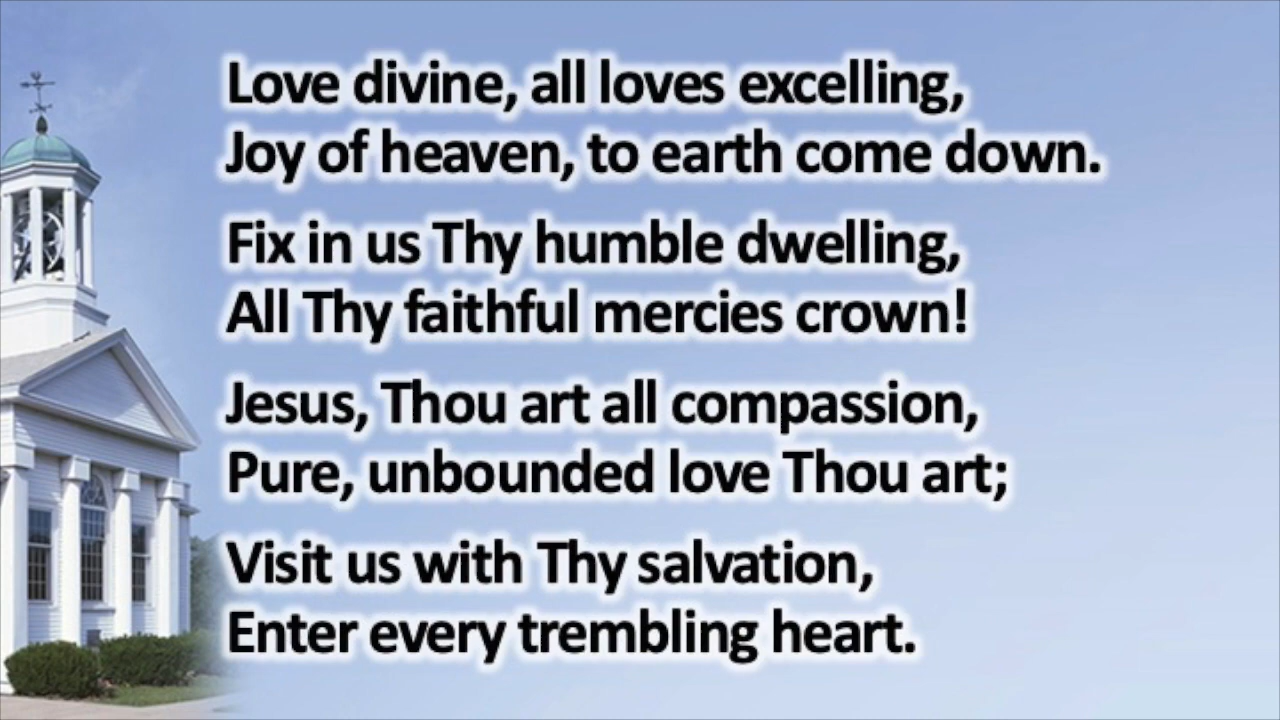 Love divine, all loves excelling,
Joy of heaven, to earth come down.
Fix in us Thy humble dwelling,
All Thy faithful mercies crown!
Jesus, Thou art all compassion,
Pure, unbounded love Thou art;
Visit us with Thy salvation,
Enter every trembling heart.